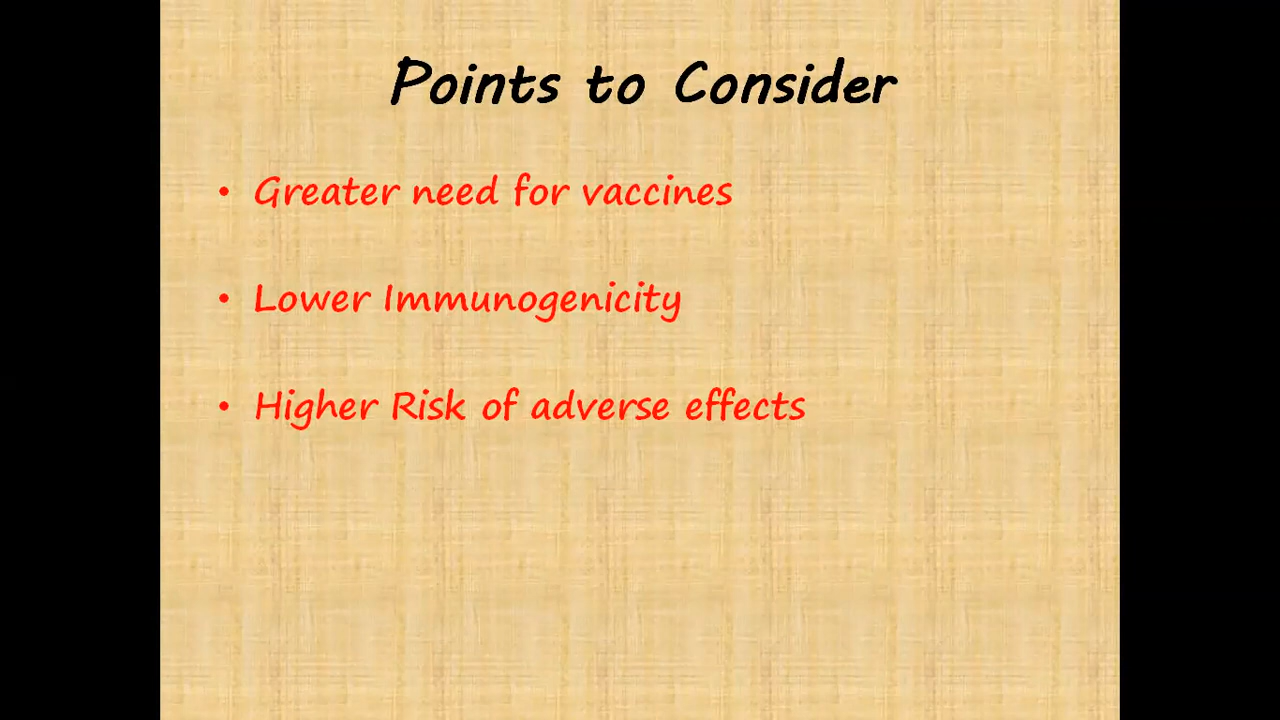 Points to Consider
• Greater need for vaccines
• Lower Immunogenicity
• Higher Risk of adverse effects